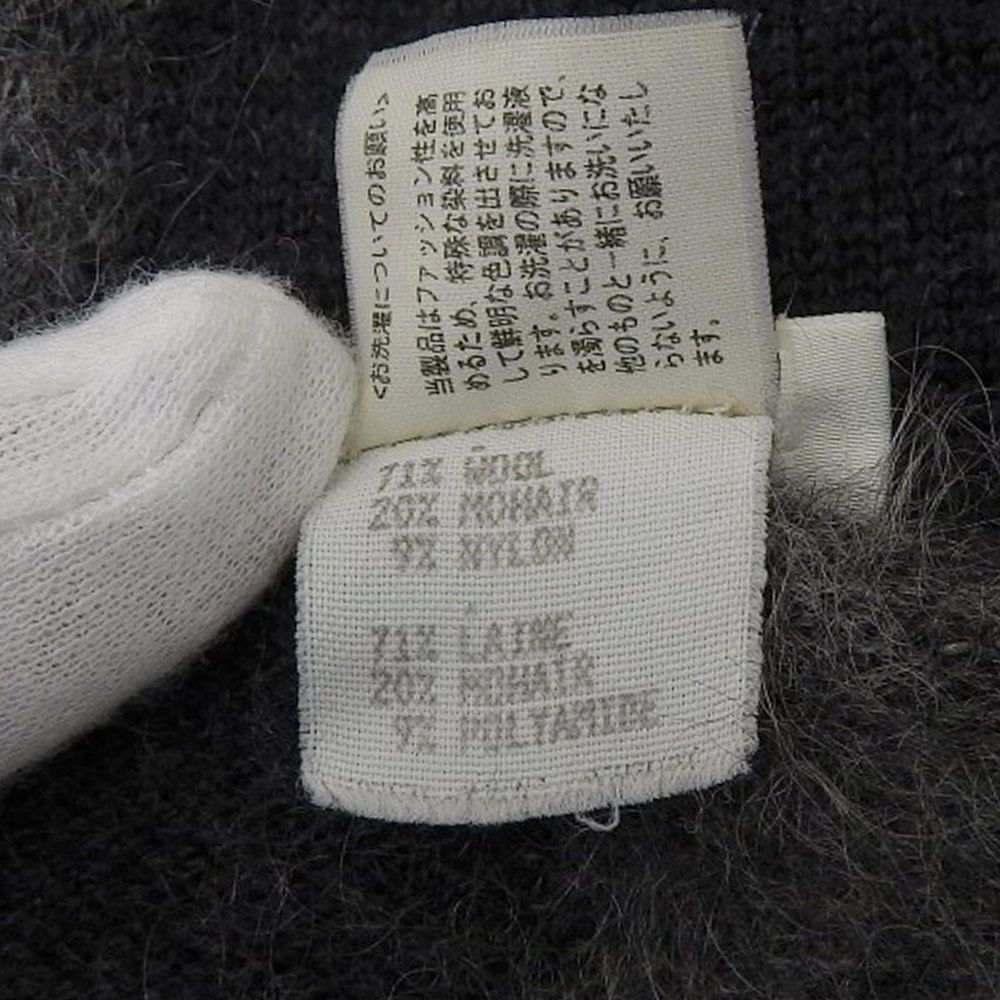 <お洗濯についてのお願い>
当製品はファッション性を高
めるため、特殊な染料を使用
して鮮明な色調を出させてお
ります。お洗濯の際に洗濯液
を濁らすことがありますので、
他のものと一緒にお洗いにな
らないように、お願いいたし
ます。
71% WOOL
20% MOHAIR
9% NYLON
71% LAINE
20% MOHAIR
9% POLYAMIDE